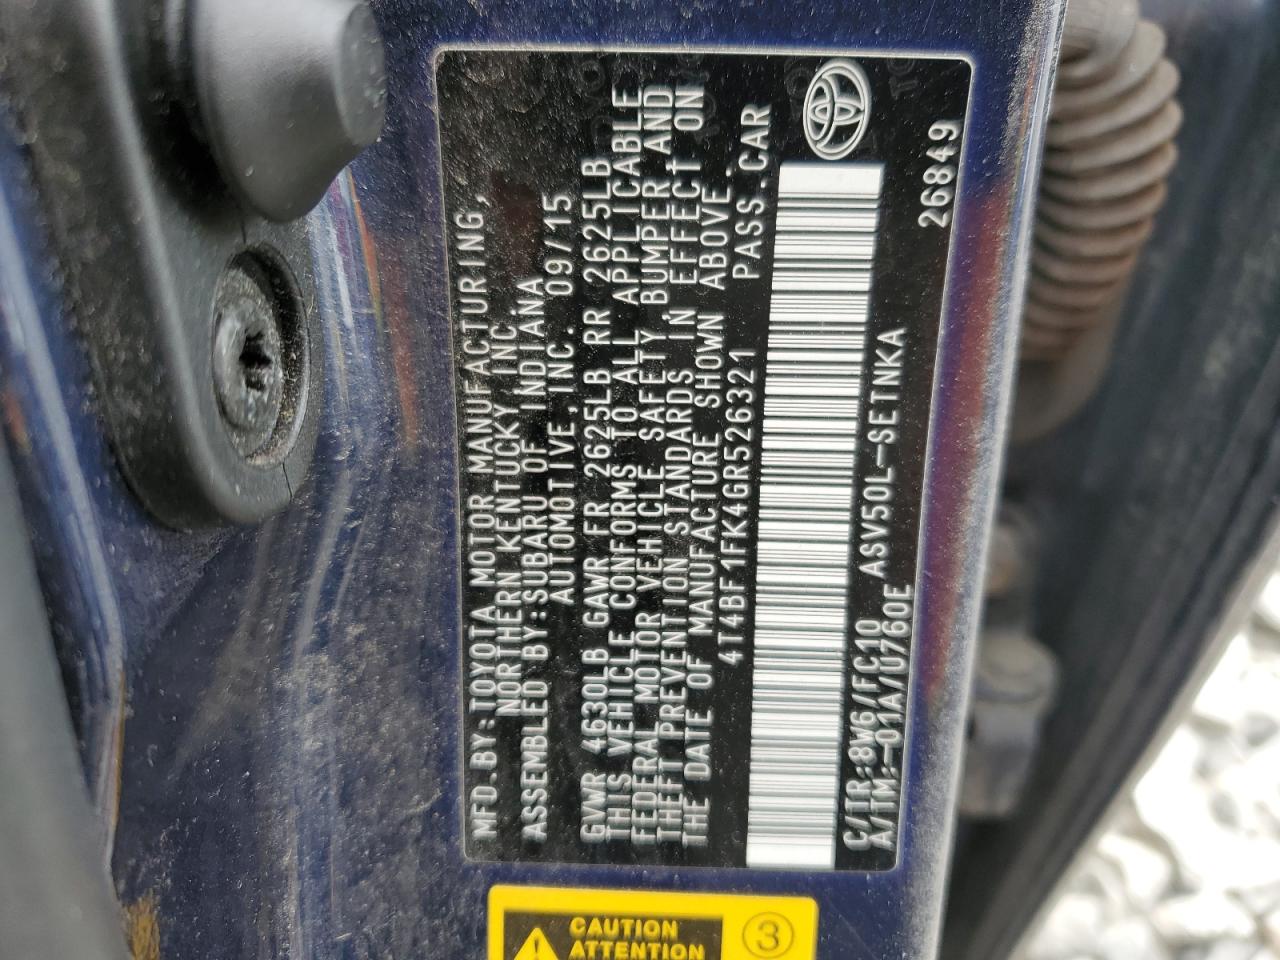 MFD.BY:TOYOTA MOTOR MANUFACTURING,
NORTHERN KENTUCKY, INC.
ASSEMBLED BY:SUBARU OF INDIANA
AUTOMOTIVE,INC. 09/15
GVWR 4630LB GAWR FR 2625LB RR 2625LB
THIS VEHICLE CONFORMS TO ALL APPLICABLE
FEDERAL MOTOR VEHICLE SAFETY,BUMPER AND
THEFT PREVENTION STANDARDS IN EFFECT ON
THE DATE OF MANUFACTURE SHOWN ABOVE.
4T4BF1FK4GR526321 PASS.CAR
C/TR:8W6/FC10 ASV50L-SETNKA
A/TM:-01A/U760E
26849
CAUTION
ATTENTION
3